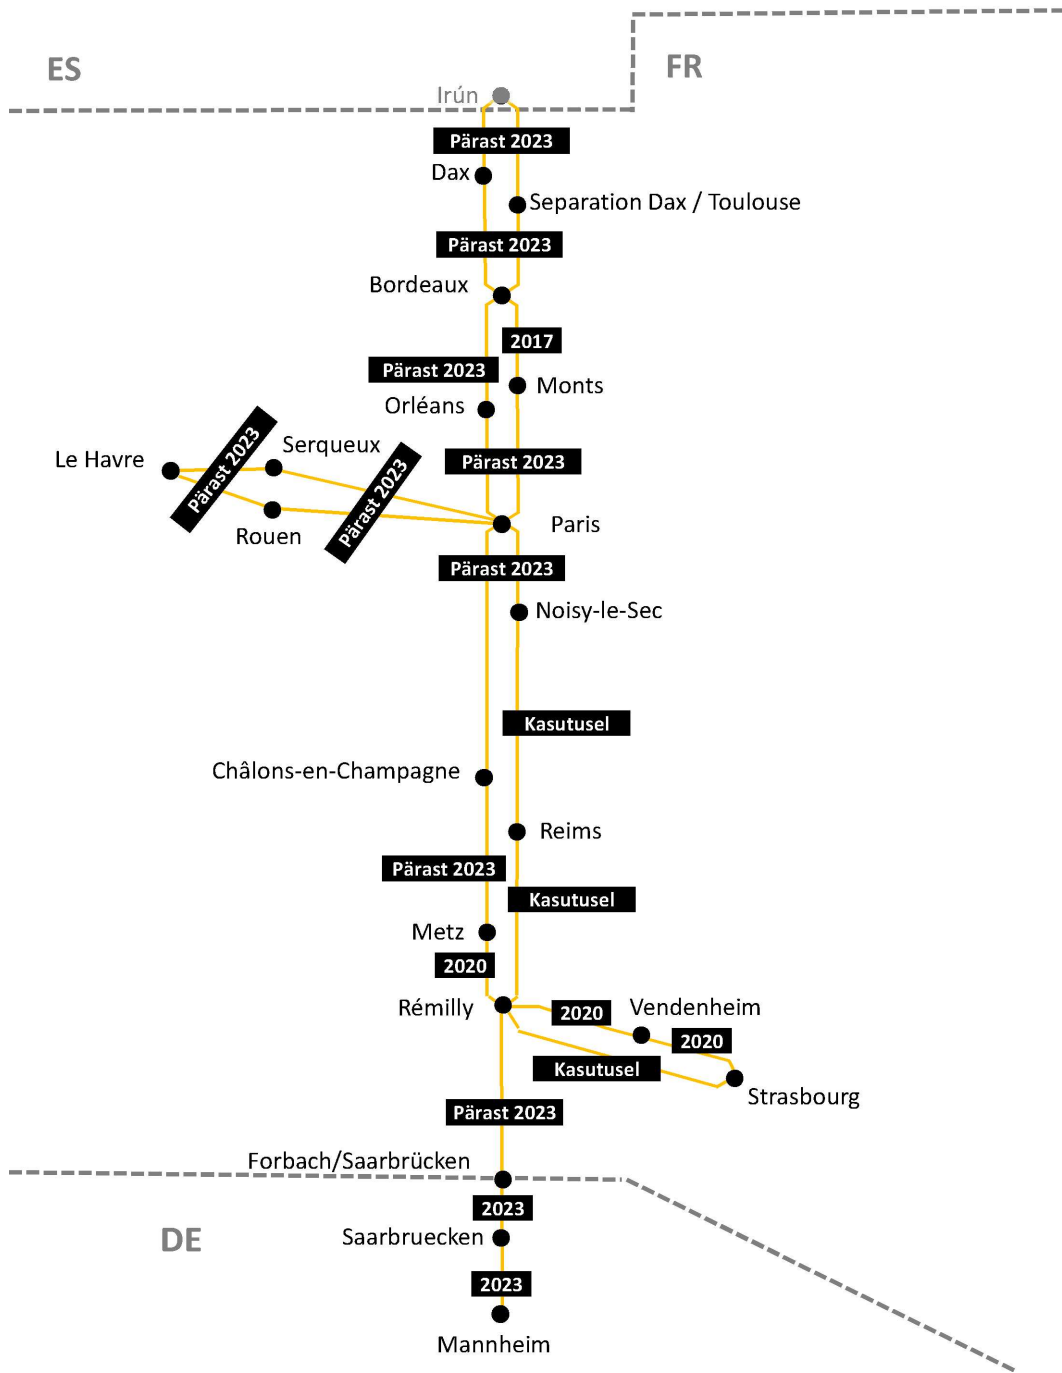 ES
FR
Irún
Pärast 2023
Dax
Separation Dax / Toulouse
Pärast 2023
Bordeaux
2017
Pärast 2023
Monts
Orléans
Pärast 2023
Serqueux
Le Havre
Pärast 2023
Pärast 2023
Rouen
Paris
Pärast 2023
Noisy-le-Sec
Kasutusel
Châlons-en-Champagne
Reims
Pärast 2023
Kasutusel
Metz
2020
Rémilly
2020
Vendenheim
2020
Kasutusel
Strasbourg
Pärast 2023
Forbach/Saarbrücken
2023
DE
Saarbruecken
2023
Mannheim